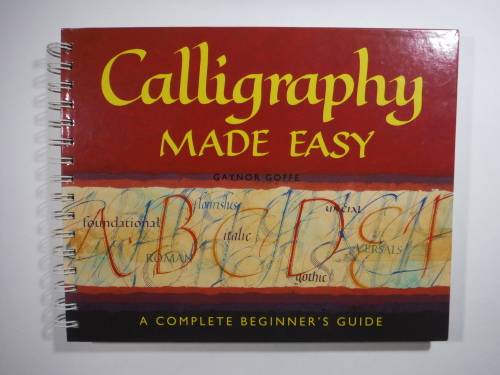 Calligraphy
MADE EASY
GAYNOR GOFFE
flourishes
uncial
foundational
A B C D E F
italic
VERSALS
ROMAN
gothic
A COMPLETE BEGINNER'S GUIDE